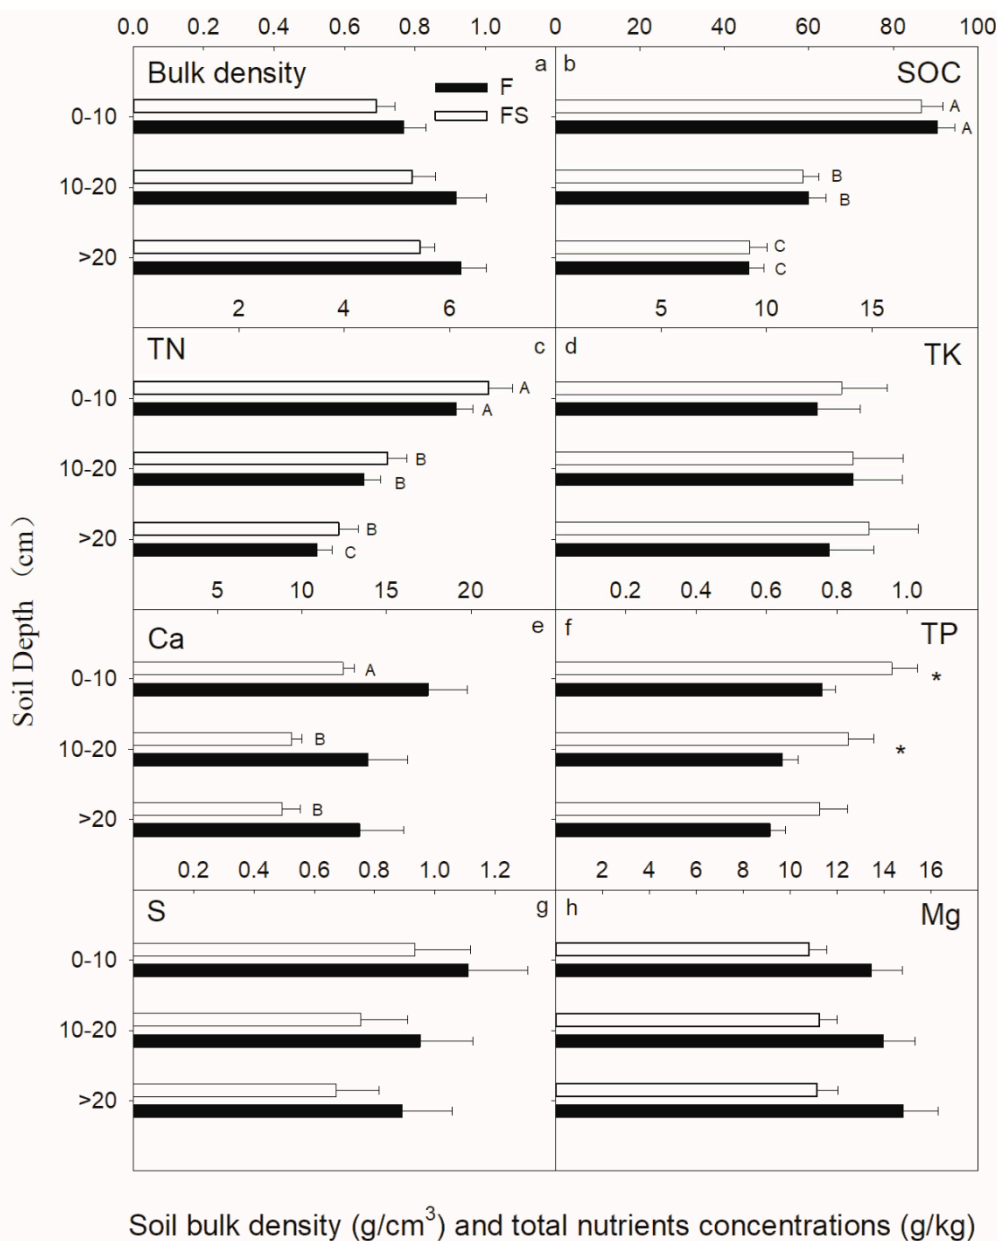 0.0 0.2 0.4 0.6 0.8 1.0 0 20 40 60 80 100
Bulk density a b SOC
F
FS
0-10 A
A
10-20 B
B
>20 C
C
2 4 6 5 10 15
TN c d TK
0-10 A
A
10-20 B
B
>20 B
C
5 10 15 20 0.2 0.4 0.6 0.8 1.0
Ca e f TP
0-10 A *
10-20 B *
>20 B
0.2 0.4 0.6 0.8 1.0 1.2 2 4 6 8 10 12 14 16
S g h Mg
0-10
10-20
>20
Soil Depth （cm）
Soil bulk density (g/cm³) and total nutrients concentrations (g/kg)